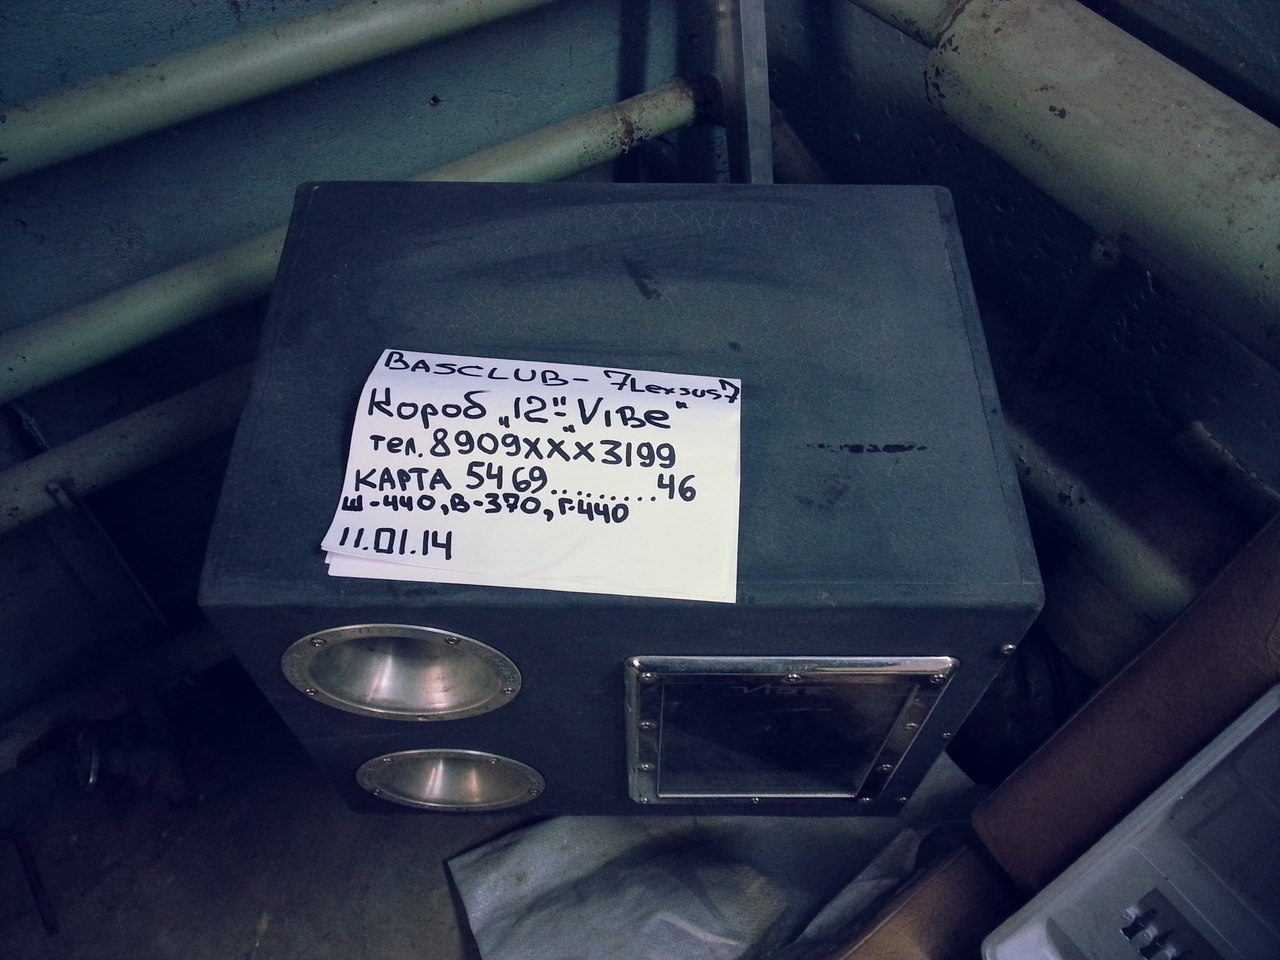 BASCLUB- 7Lexsus7
Короб „12"- „VIBe"
тел. 8909XXX3199
КАРТА 5469.........46
Ш-440, В-370, Г-440
11.01.14